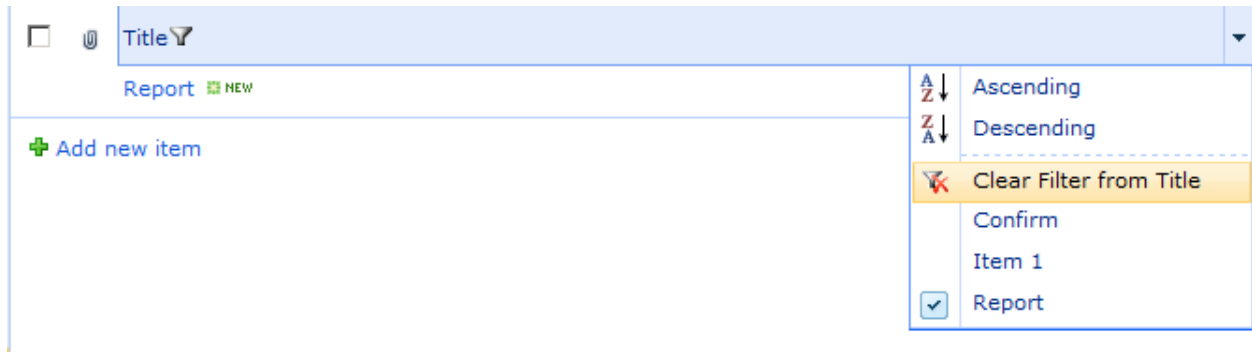 Title
Report NEW
Add new item
Ascending
Descending
Clear Filter from Title
Confirm
Item 1
Report